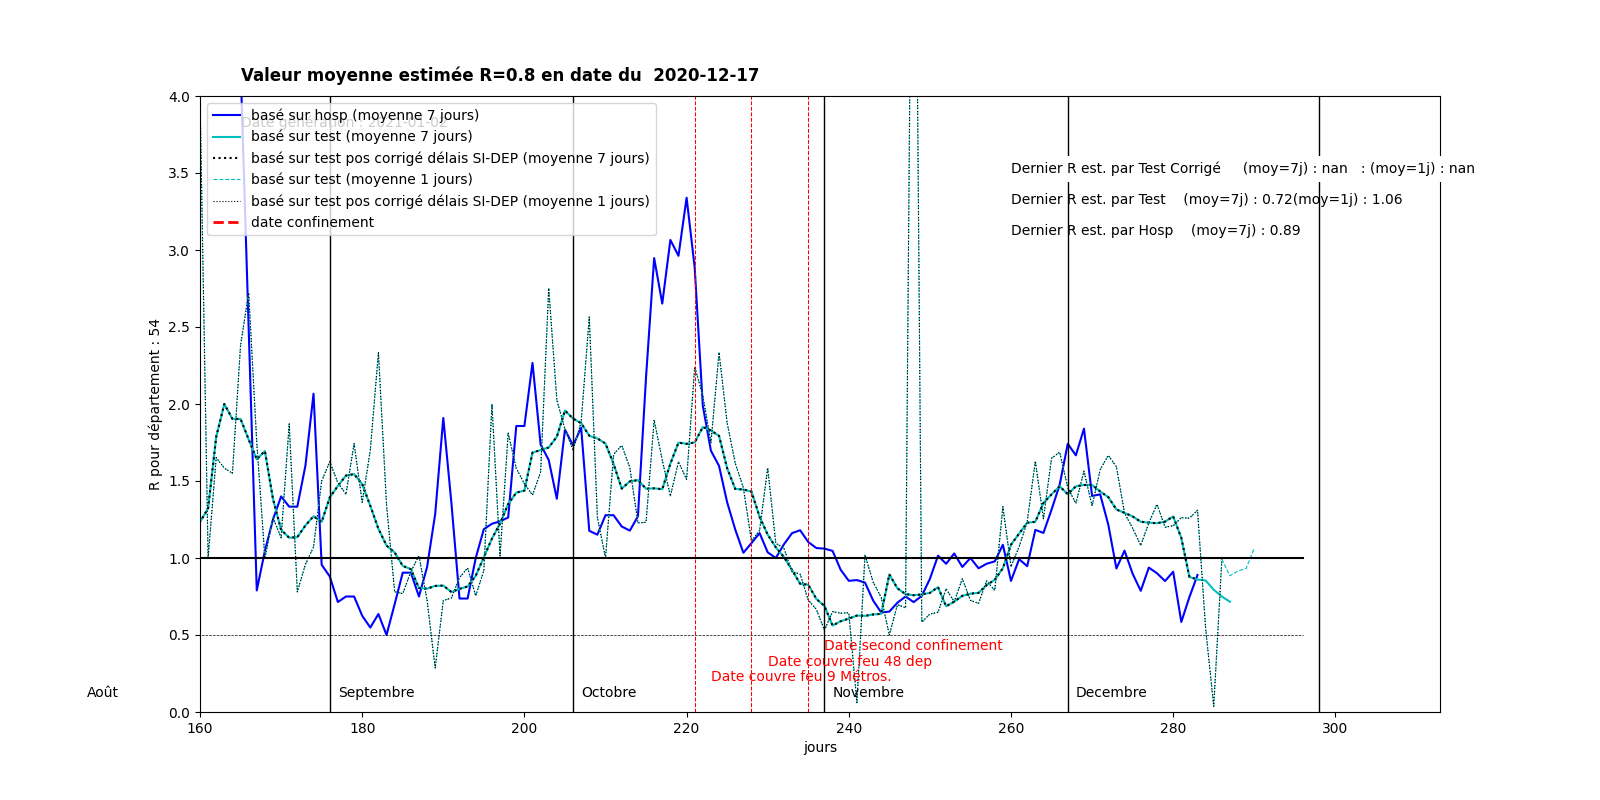 Valeur moyenne estimée R=0.8 en date du  2020-12-17
Date génération : 2021-01-02
basé sur hosp (moyenne 7 jours)
basé sur test (moyenne 7 jours)
basé sur test pos corrigé délais SI-DEP (moyenne 7 jours)
basé sur test (moyenne 1 jours)
basé sur test pos corrigé délais SI-DEP (moyenne 1 jours)
date confinement
Dernier R est. par Test Corrigé     (moy=7j) : nan   : (moy=1j) : nan
Dernier R est. par Test    (moy=7j) : 0.72(moy=1j) : 1.06
Dernier R est. par Hosp    (moy=7j) : 0.89
4.0
3.5
3.0
2.5
2.0
1.5
1.0
0.5
0.0
R pour département : 54
Date second confinement
Date couvre feu 48 dep
Date couvre feu 9 Métros.
Août
Septembre
Octobre
Novembre
Decembre
160
180
200
220
240
260
280
300
jours